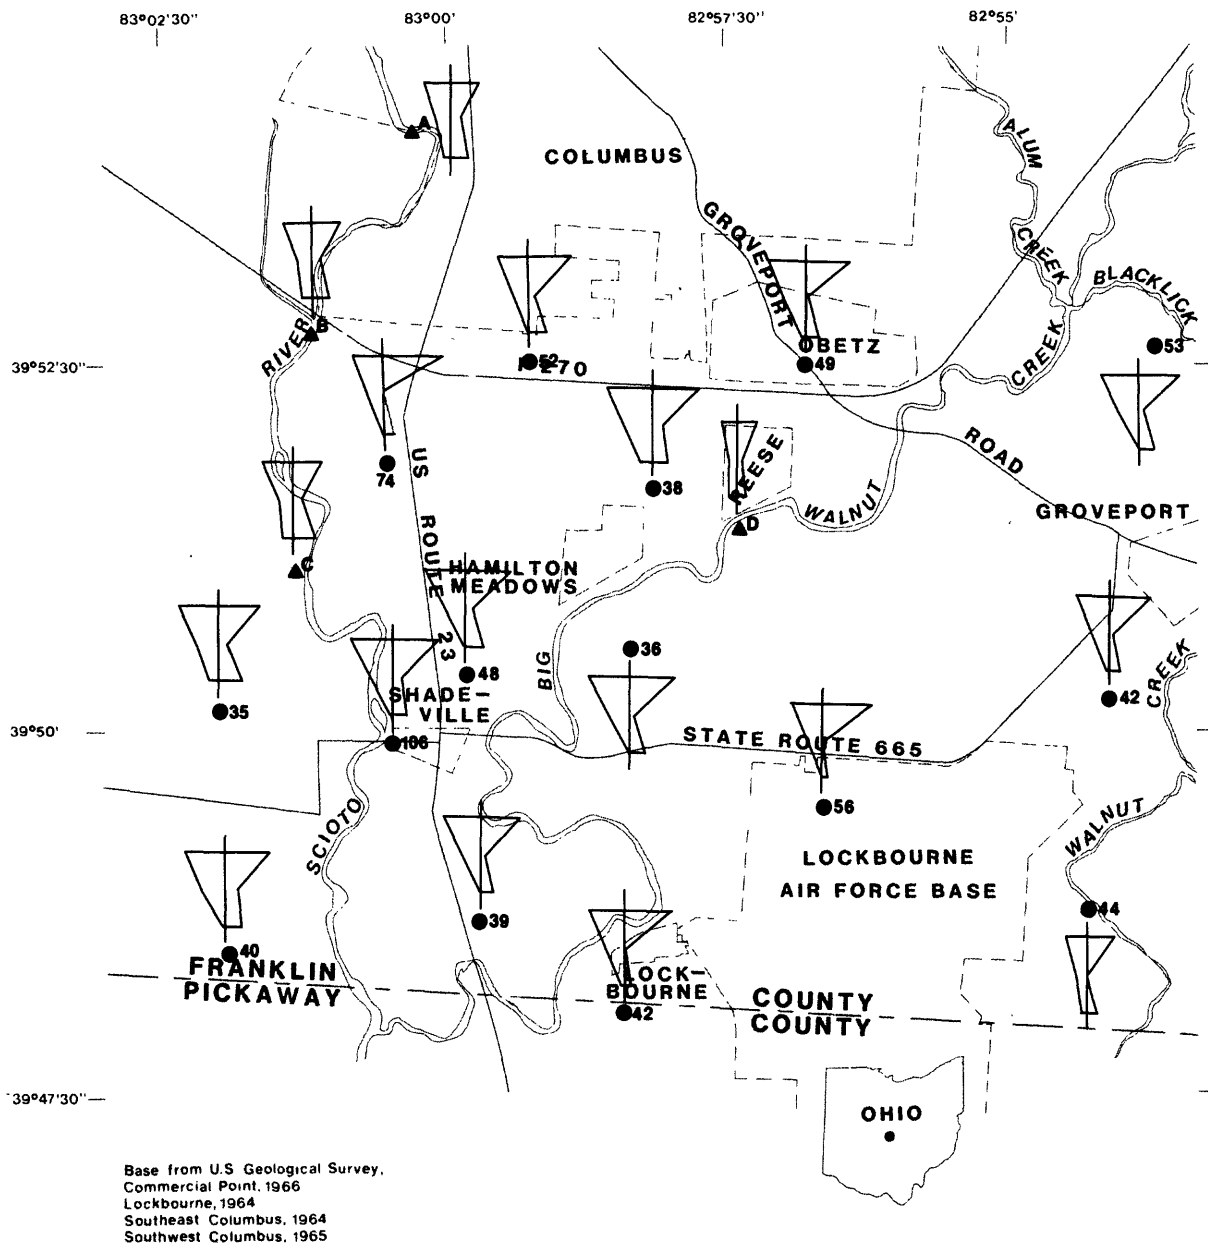 83°02'30"
83°00'
82°57'30"
82°55'
A
COLUMBUS
ALUM
CREEK
GROVEPORT
BLACKLICK
CREEK
B
RIVER
OBETZ
53
39°52'30"
52
I-270
49
74
US
38
REESE
ROAD
WALNUT
D
GROVEPORT
C
ROUTE
HAMILTON
MEADOWS
23
36
BIG
48
42
CREEK
35
SHADE-
VILLE
39°50'
106
STATE ROUTE 665
56
SCIOTO
WALNUT
LOCKBOURNE
AIR FORCE BASE
39
44
40
FRANKLIN
PICKAWAY
LOCK-
BOURNE
42
COUNTY
COUNTY
39°47'30"
OHIO
Base from U.S Geological Survey,
Commercial Point, 1966
Lockbourne, 1964
Southeast Columbus, 1964
Southwest Columbus, 1965